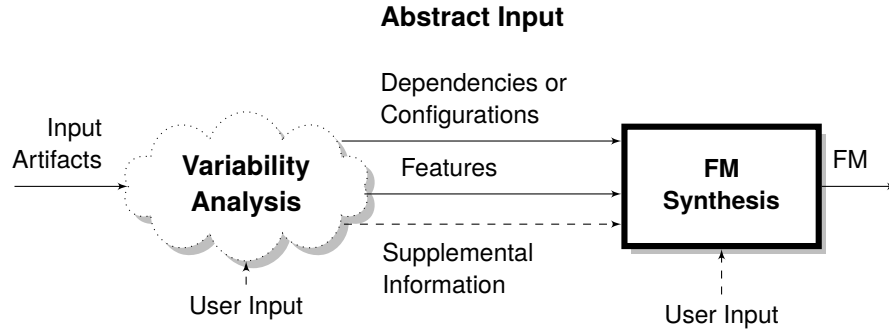 Abstract Input
Dependencies or
Configurations
Input
Artifacts
Variability
Analysis
Features
FM
Synthesis
FM
Supplemental
Information
User Input
User Input